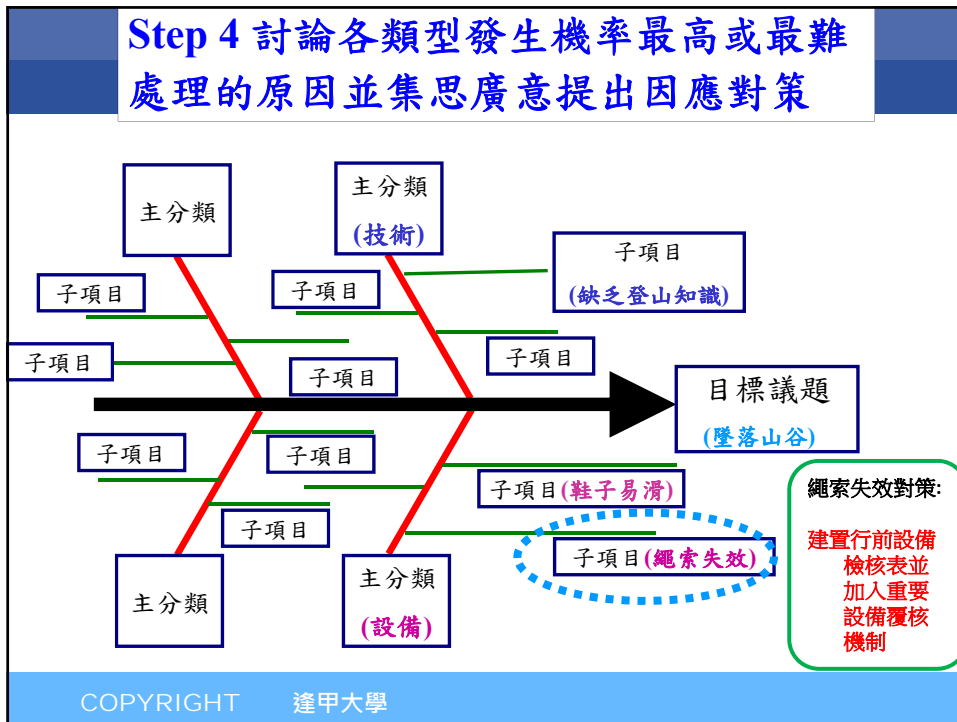 Step 4 討論各類型發生機率最高或最難
處理的原因並集思廣意提出因應對策
主分類
主分類
(技術)
子項目
(缺乏登山知識)
子項目
子項目
子項目
子項目
子項目
目標議題
(墜落山谷)
子項目
子項目
子項目(鞋子易滑)
子項目
子項目(繩索失效)
主分類
主分類
(設備)
繩索失效對策:
建置行前設備
檢核表並
加入重要
設備覆核
機制
COPYRIGHT 逢甲大學